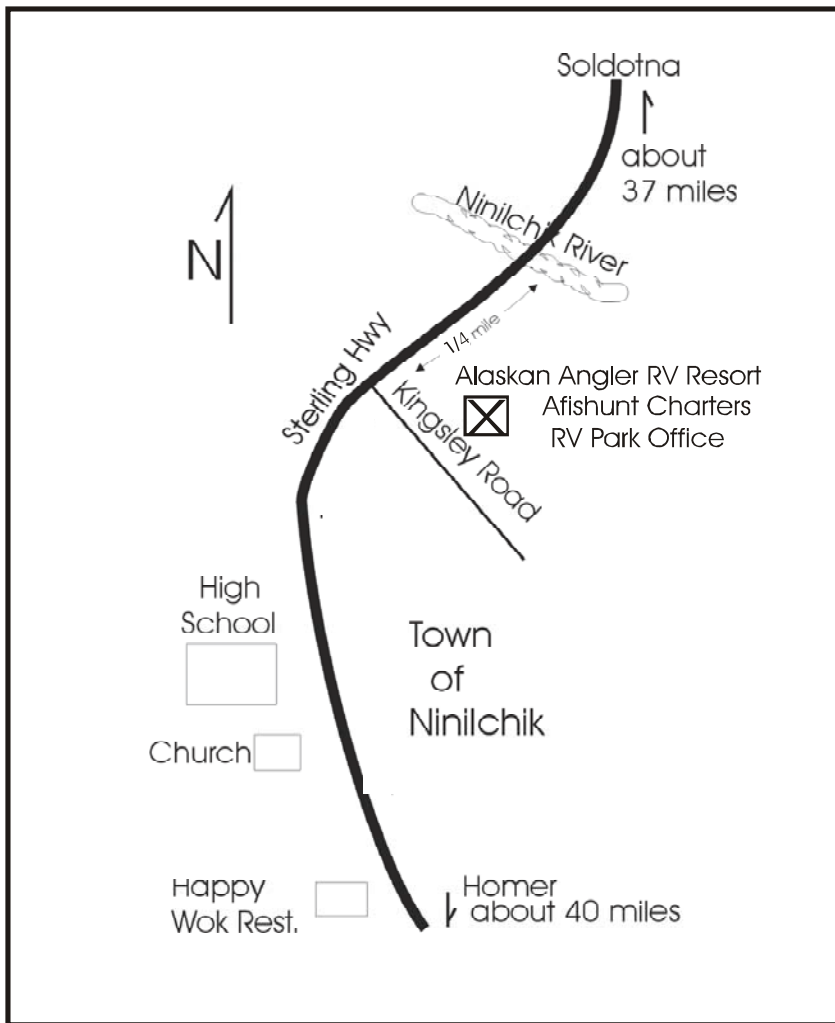 Soldotna
about
37 miles
Ninilchik River
N
1/4 mile
Sterling Hwy
Kingsley Road
Alaskan Angler RV Resort
Afishunt Charters
RV Park Office
High
School
Town
of
Ninilchik
Church
Happy
Wok Rest.
Homer
about 40 miles